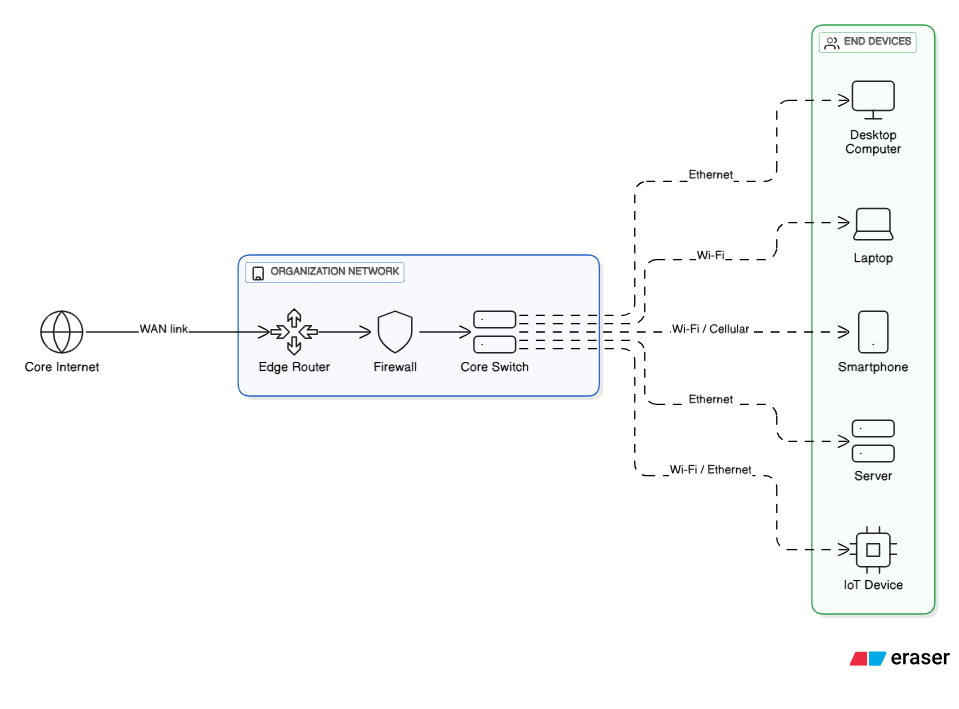 END DEVICES
Desktop
Computer
Ethernet
Wi-Fi
Laptop
ORGANIZATION NETWORK
WAN link
Wi-Fi / Cellular
Core Internet
Edge Router
Firewall
Core Switch
Smartphone
Ethernet
Wi-Fi / Ethernet
Server
IoT Device
eraser